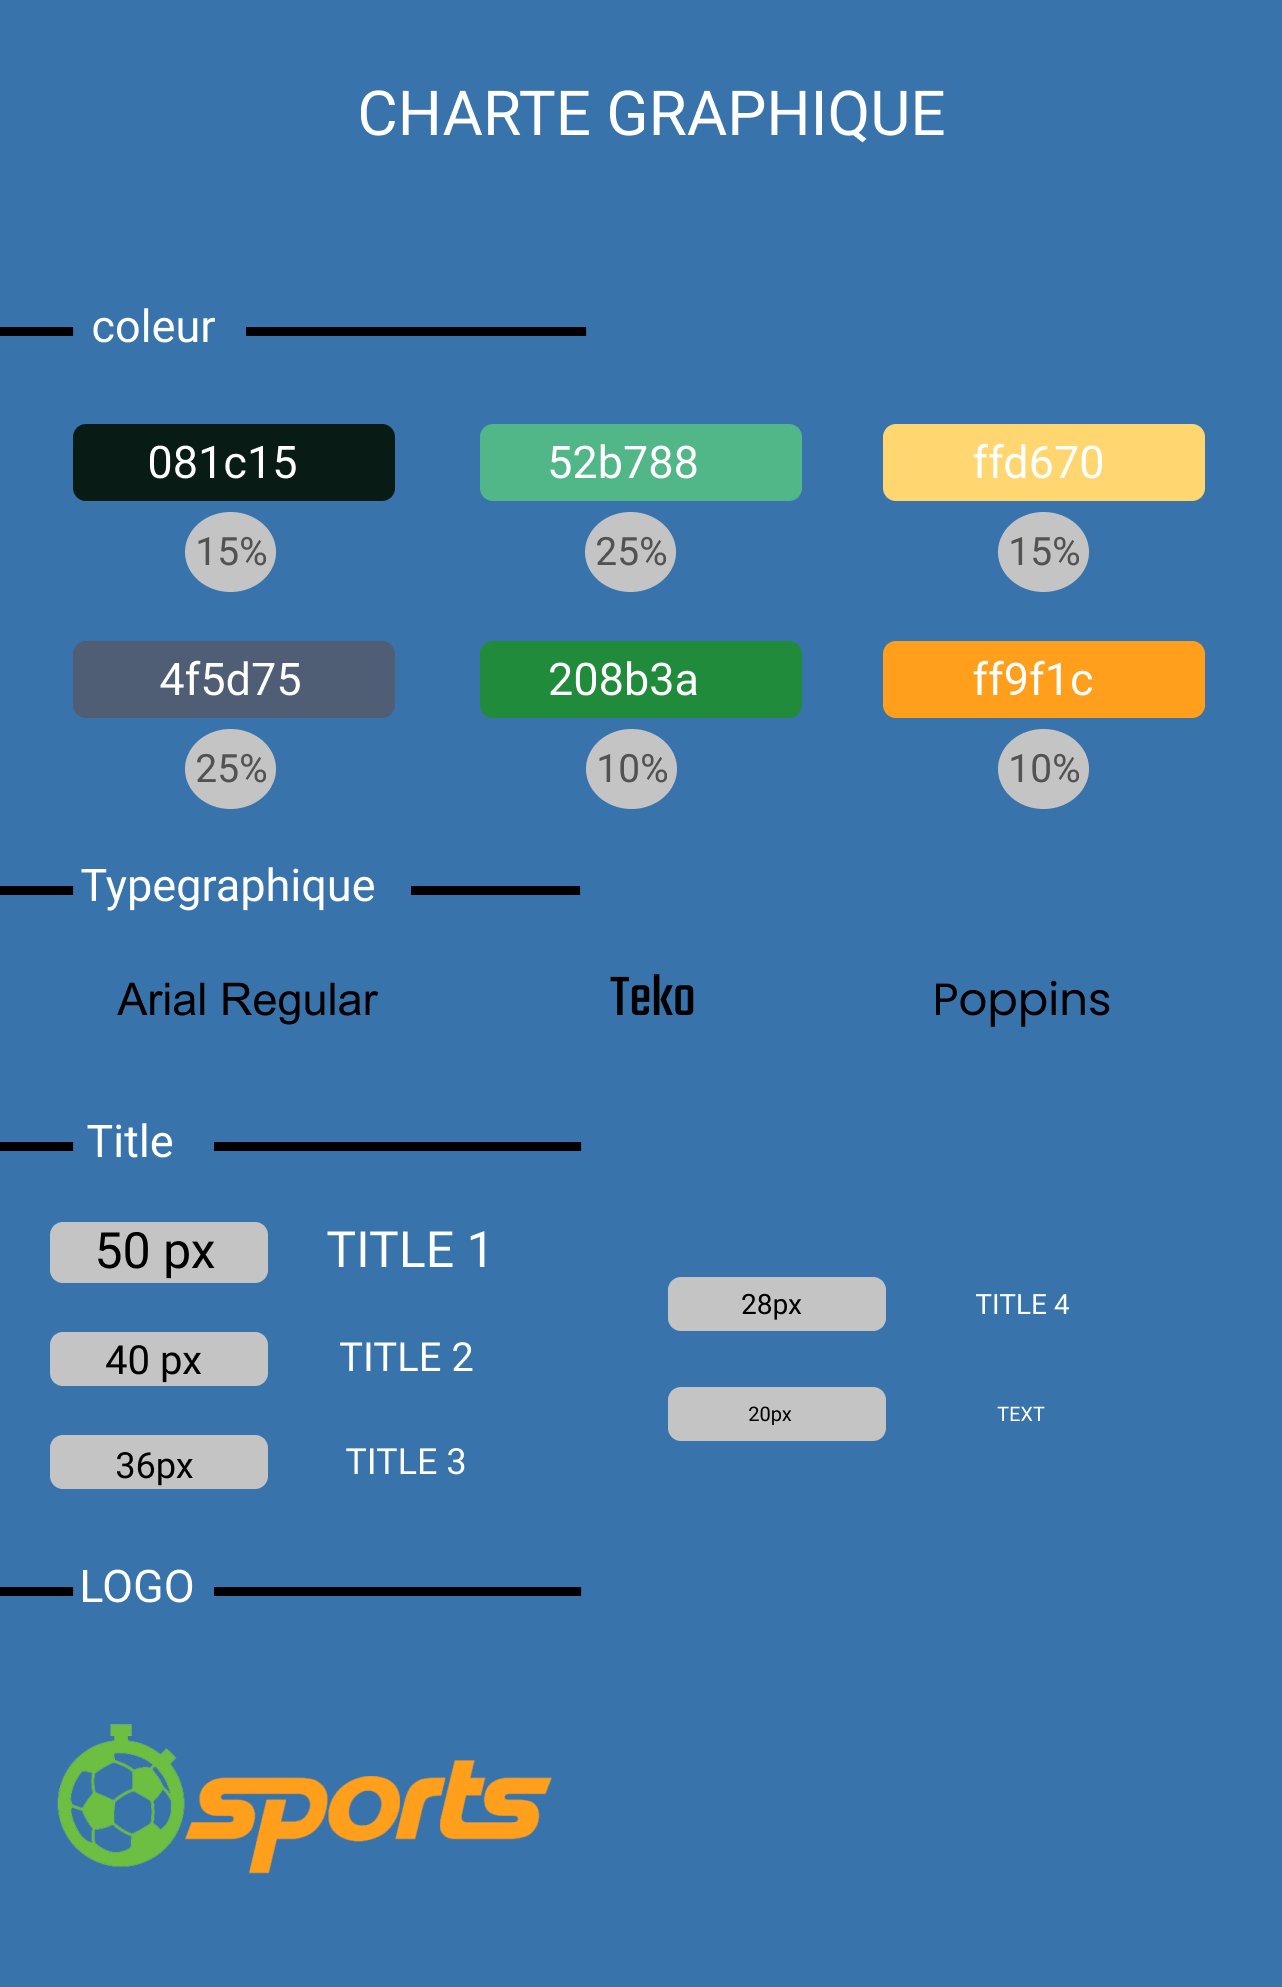 CHARTE GRAPHIQUE
coleur
081c15
52b788
ffd670
15%
25%
15%
4f5d75
208b3a
ff9f1c
25%
10%
10%
Typegraphique
Arial Regular
Teko
Poppins
Title
50 px
TITLE 1
28px
TITLE 4
40 px
TITLE 2
20px
TEXT
36px
TITLE 3
LOGO
sports